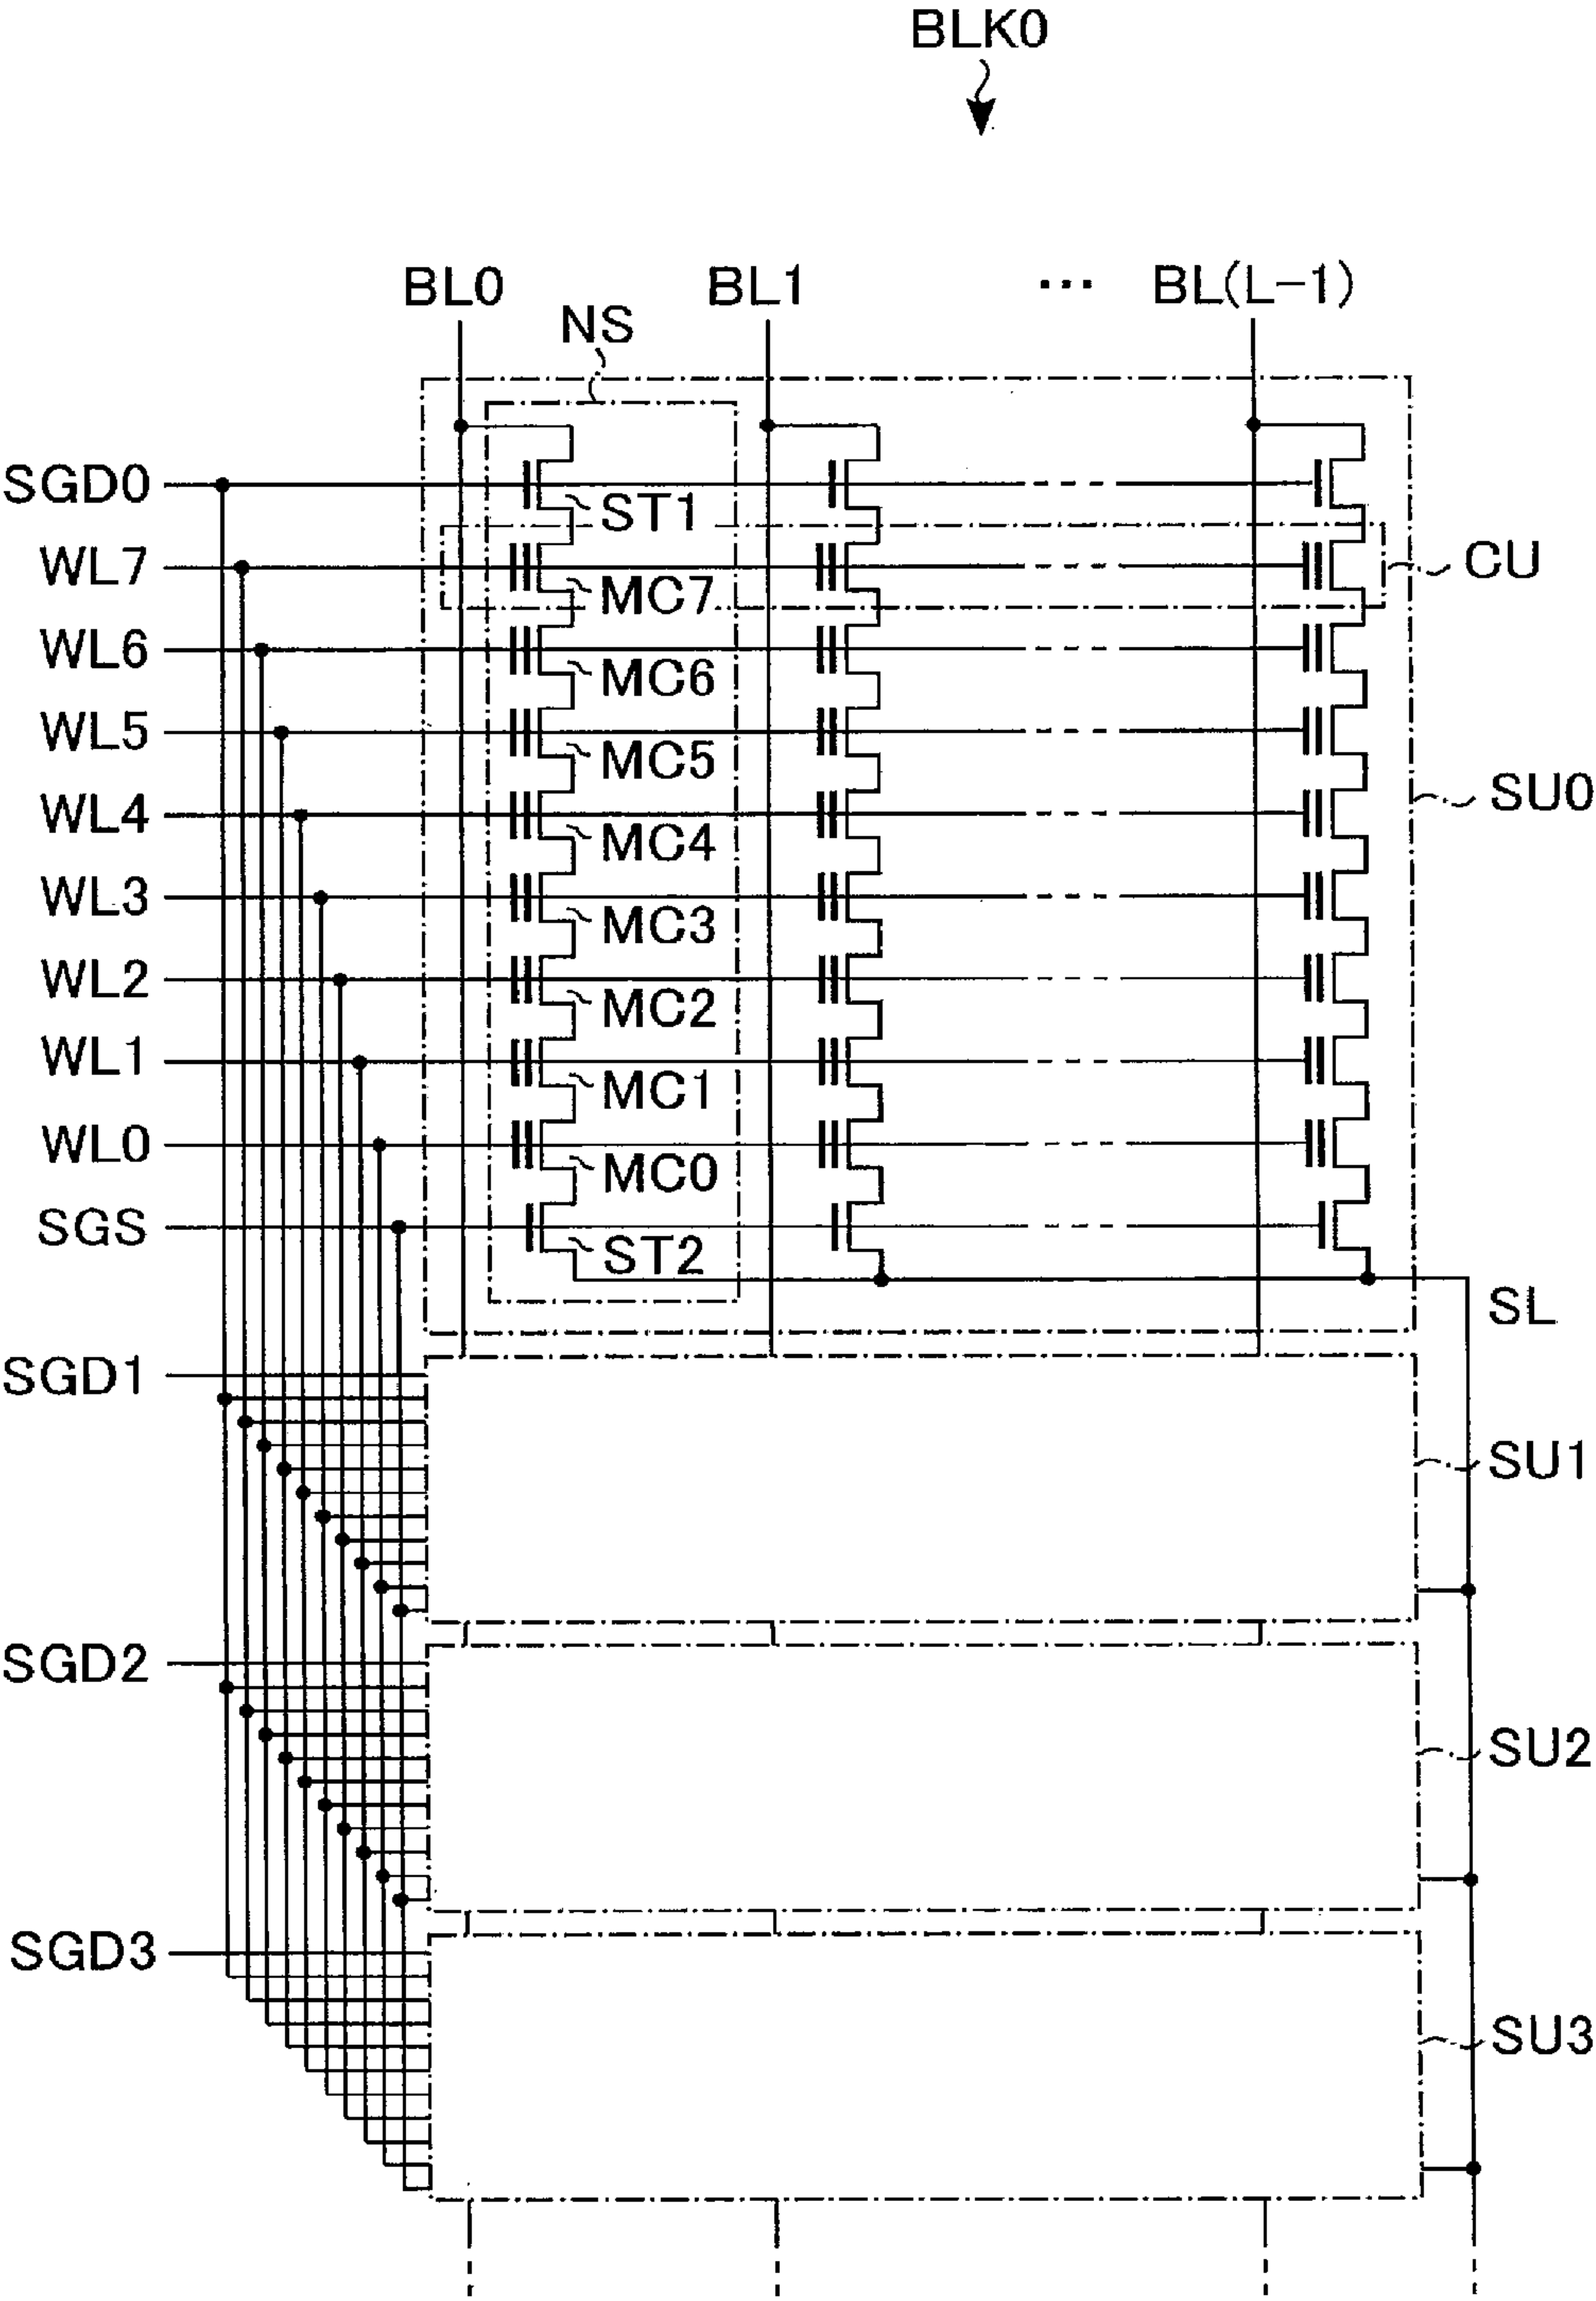 BLK0
BL0 BL1 ... BL(L-1)
NS
SGD0
ST1
WL7 CU
MC7
WL6
MC6
WL5
MC5
WL4 SU0
MC4
WL3
MC3
WL2
MC2
WL1
MC1
WL0
MC0
SGS
ST2
SL
SGD1
SU1
SGD2
SU2
SGD3
SU3